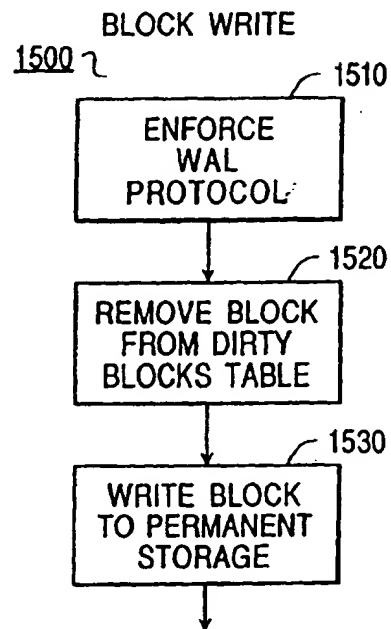 BLOCK WRITE
1500
1510
ENFORCE
WAL
PROTOCOL
1520
REMOVE BLOCK
FROM DIRTY
BLOCKS TABLE
1530
WRITE BLOCK
TO PERMANENT
STORAGE